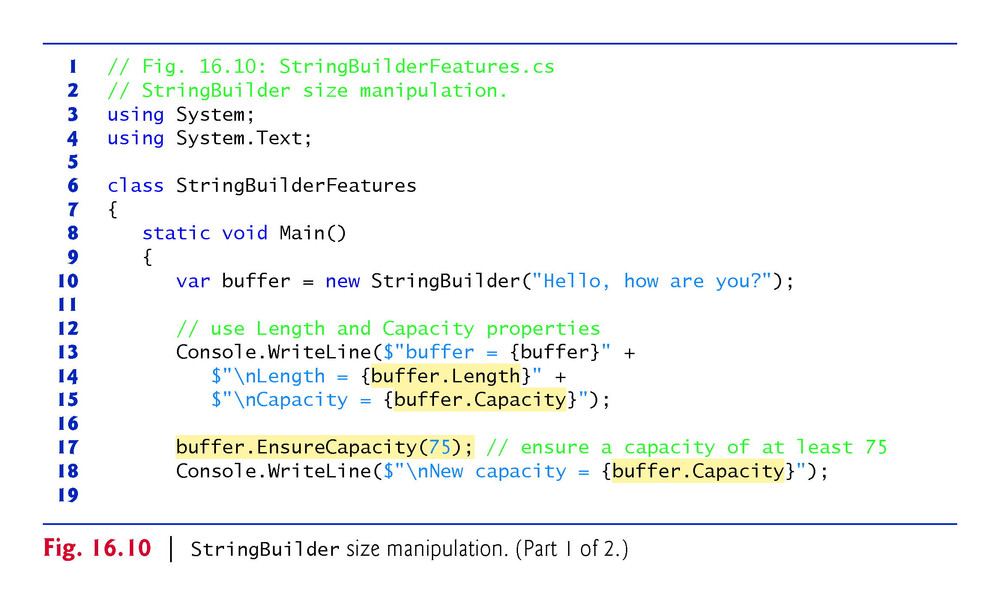 1 // Fig. 16.10: StringBuilderFeatures.cs
2 // StringBuilder size manipulation.
3 using System;
4 using System.Text;
5
6 class StringBuilderFeatures
7 {
8    static void Main()
9    {
10       var buffer = new StringBuilder("Hello, how are you?");
11
12       // use Length and Capacity properties
13       Console.WriteLine($"buffer = {buffer}" +
14          $"\nLength = {buffer.Length}" +
15          $"\nCapacity = {buffer.Capacity}");
16
17       buffer.EnsureCapacity(75); // ensure a capacity of at least 75
18       Console.WriteLine($"\nNew capacity = {buffer.Capacity}");
19
Fig. 16.10 | StringBuilder size manipulation. (Part 1 of 2.)